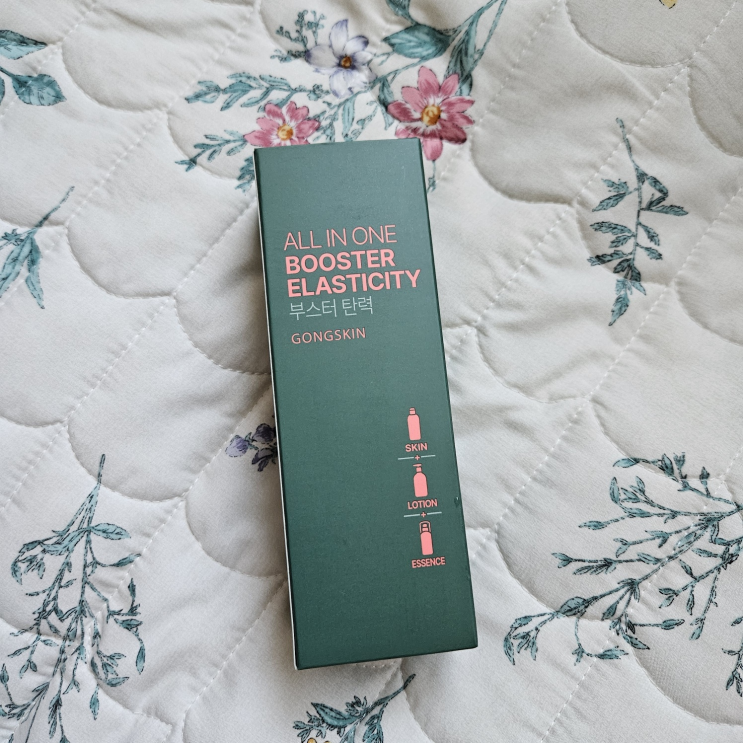 ALL IN ONE
BOOSTER
ELASTICITY
부스터 탄력
GONGSKIN
SKIN
+
LOTION
+
ESSENCE